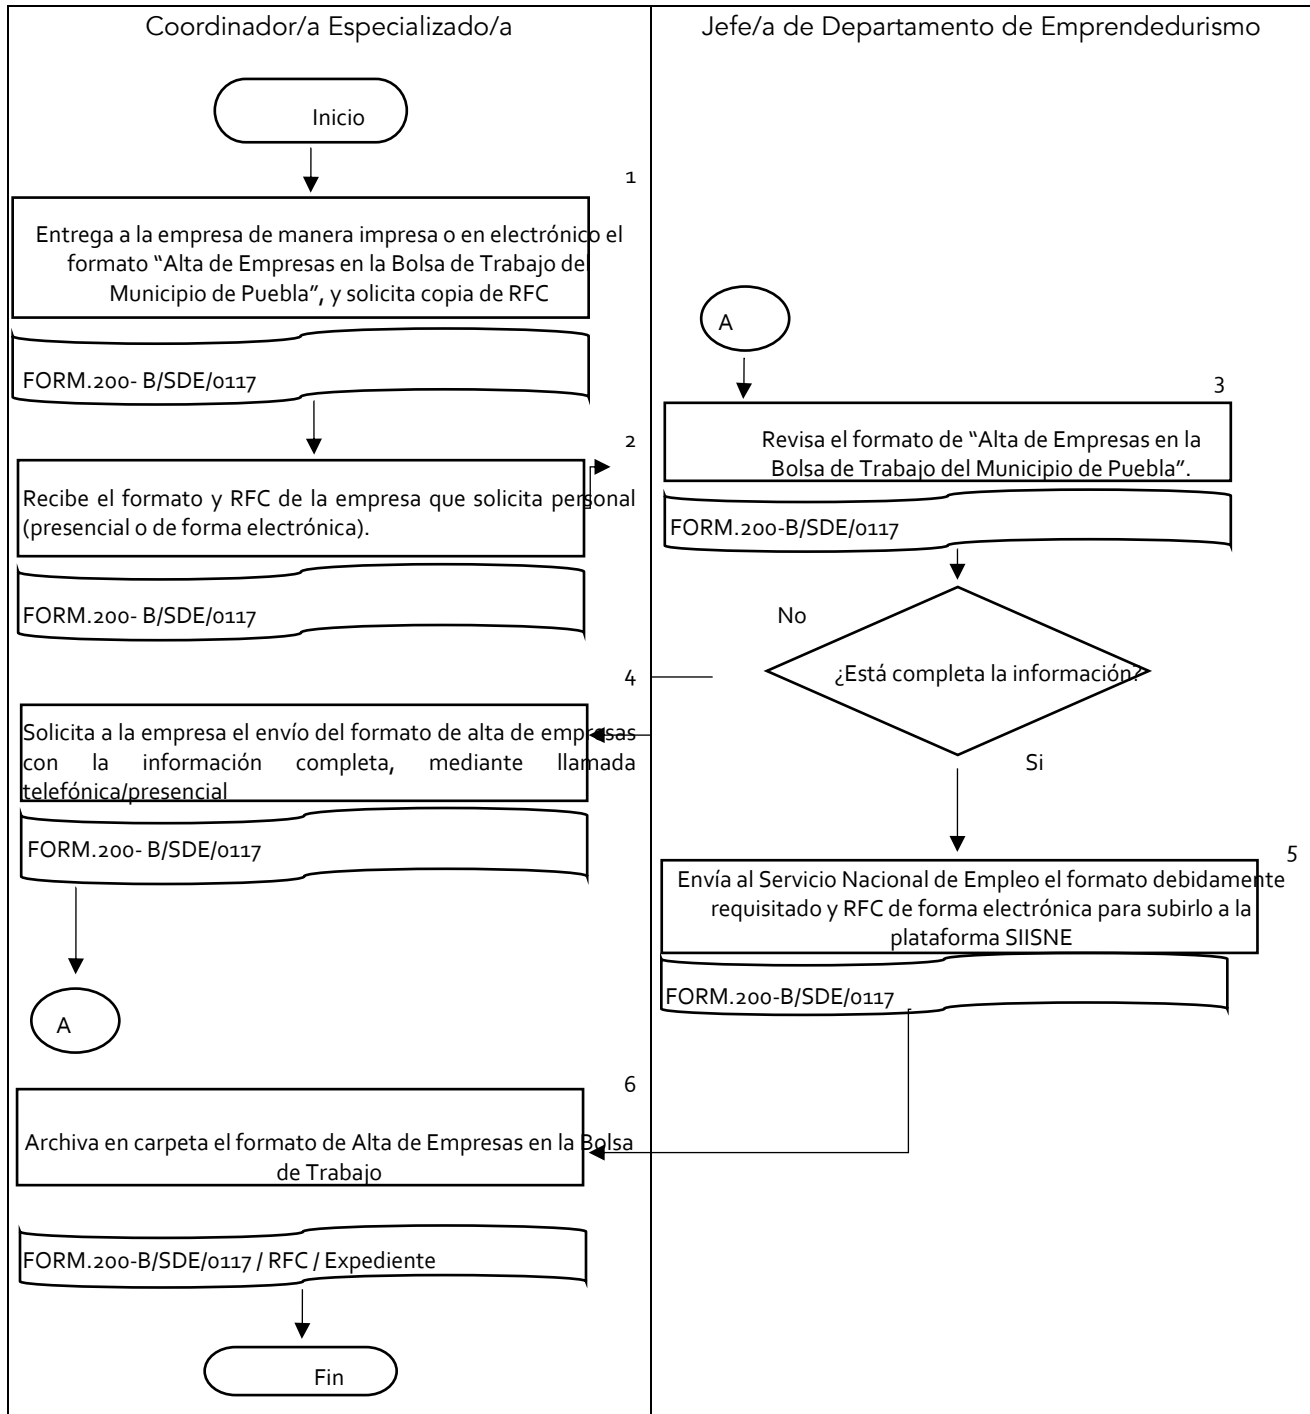 Coordinador/a Especializado/a
Jefe/a de Departamento de Emprendedurismo
Inicio
1
Entrega a la empresa de manera impresa o en electrónico el
formato “Alta de Empresas en la Bolsa de Trabajo del
Municipio de Puebla”, y solicita copia de RFC
FORM.200- B/SDE/0117
2
Recibe el formato y RFC de la empresa que solicita personal
(presencial o de forma electrónica).
FORM.200- B/SDE/0117
A
3
Revisa el formato de “Alta de Empresas en la
Bolsa de Trabajo del Municipio de Puebla”.
FORM.200-B/SDE/0117
No
¿Está completa la información?
Si
4
Solicita a la empresa el envío del formato de alta de empresas
con la información completa, mediante llamada
telefónica/presencial
FORM.200- B/SDE/0117
A
5
Envía al Servicio Nacional de Empleo el formato debidamente
requisitado y RFC de forma electrónica para subirlo a la
plataforma SIISNE
FORM.200-B/SDE/0117
6
Archiva en carpeta el formato de Alta de Empresas en la Bolsa
de Trabajo
FORM.200-B/SDE/0117 / RFC / Expediente
Fin